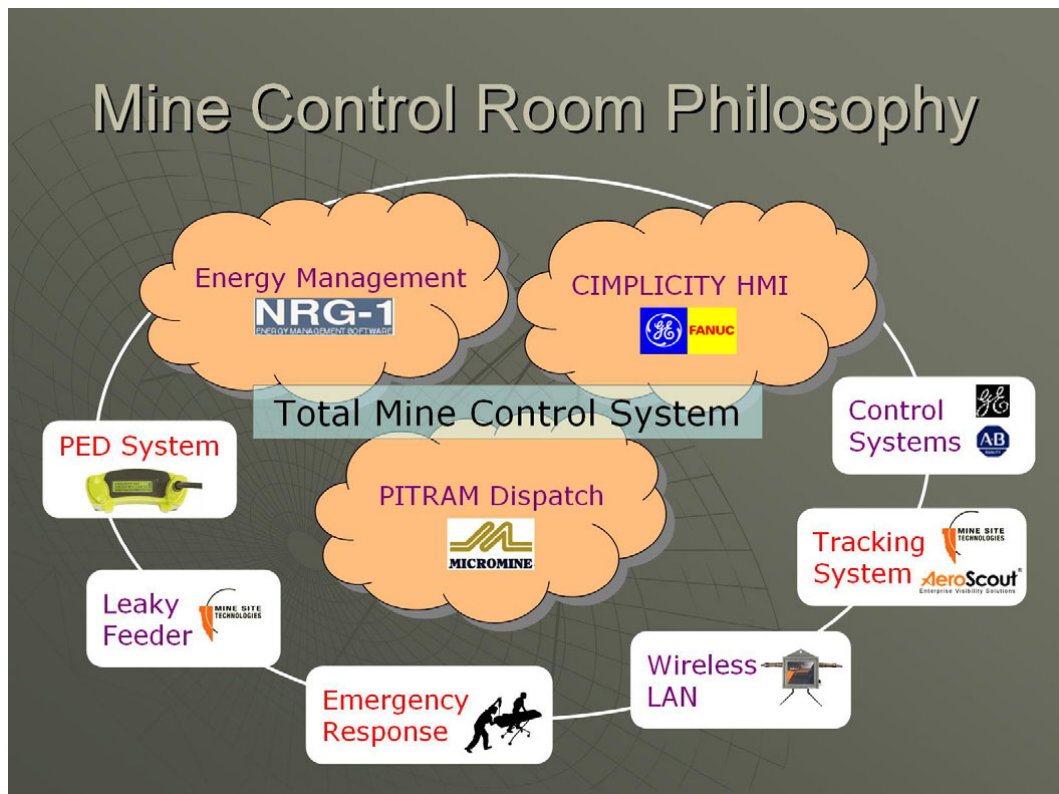 Mine Control Room Philosophy
Energy Management
NRG-1
ENERGY MANAGEMENT SOFTWARE
CIMPLICITY HMI
GE
FANUC
Total Mine Control System
PITRAM Dispatch
MICROMINE
PED System
Leaky
Feeder
MINE SITE
TECHNOLOGIES
Emergency
Response
Wireless
LAN
Tracking
System
MINE SITE
TECHNOLOGIES
AeroScout
Enterprise Visibility Solutions
Control
Systems
GE
AB